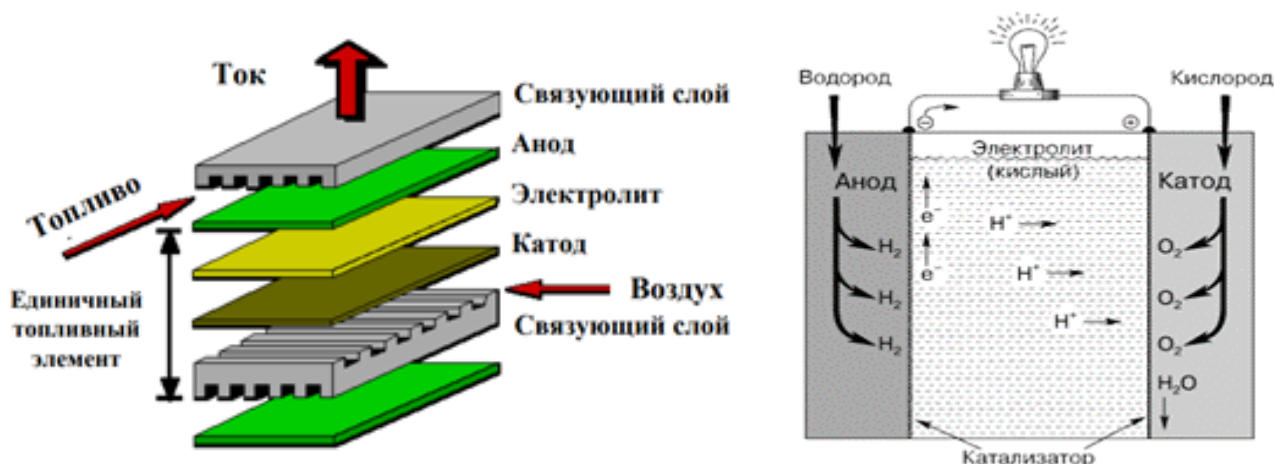 Ток
Связующий слой
Анод
Топливо
Электролит
Катод
Единичный
топливный
элемент
Воздух
Связующий слой
Водород
Кислород
⊖
⊕
Электролит
(кислый)
Анод
Катод
e⁻
H⁺
H₂
O₂
e⁻
H⁺
H₂
O₂
H⁺
H₂
O₂
H₂O
Катализатор